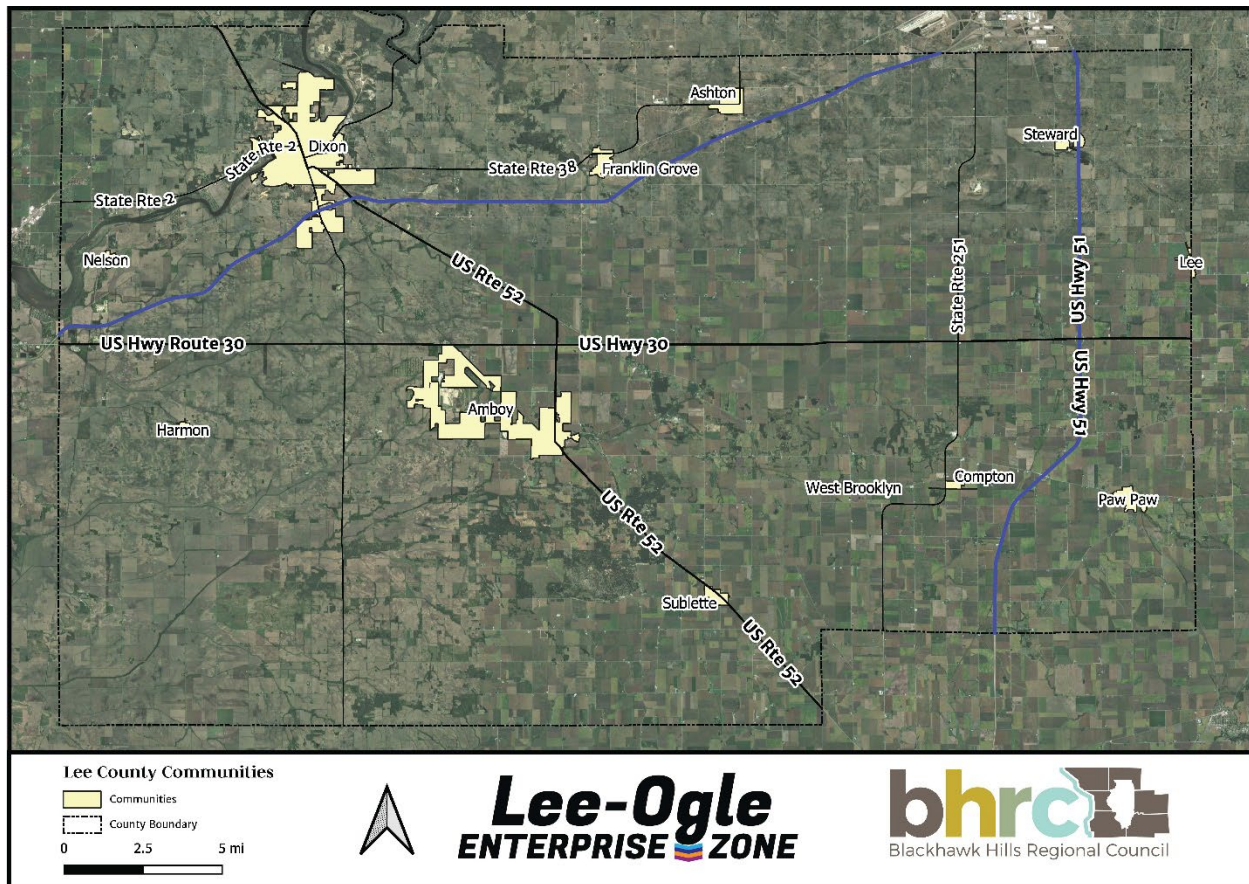 Ashton
Steward
State Rte 2
Dixon
State Rte 38
Franklin Grove
State Rte 2
Nelson
Lee
US Rte 52
State Rte 251
US Hwy 51
US Hwy Route 30
US Hwy 30
US Hwy 51
Amboy
Harmon
West Brooklyn
Compton
Paw Paw
US Rte 52
Sublette
US Rte 52
Lee County Communities
Communities
County Boundary
0 2.5 5 mi
Lee-Ogle
ENTERPRISE ZONE
bhrc
Blackhawk Hills Regional Council